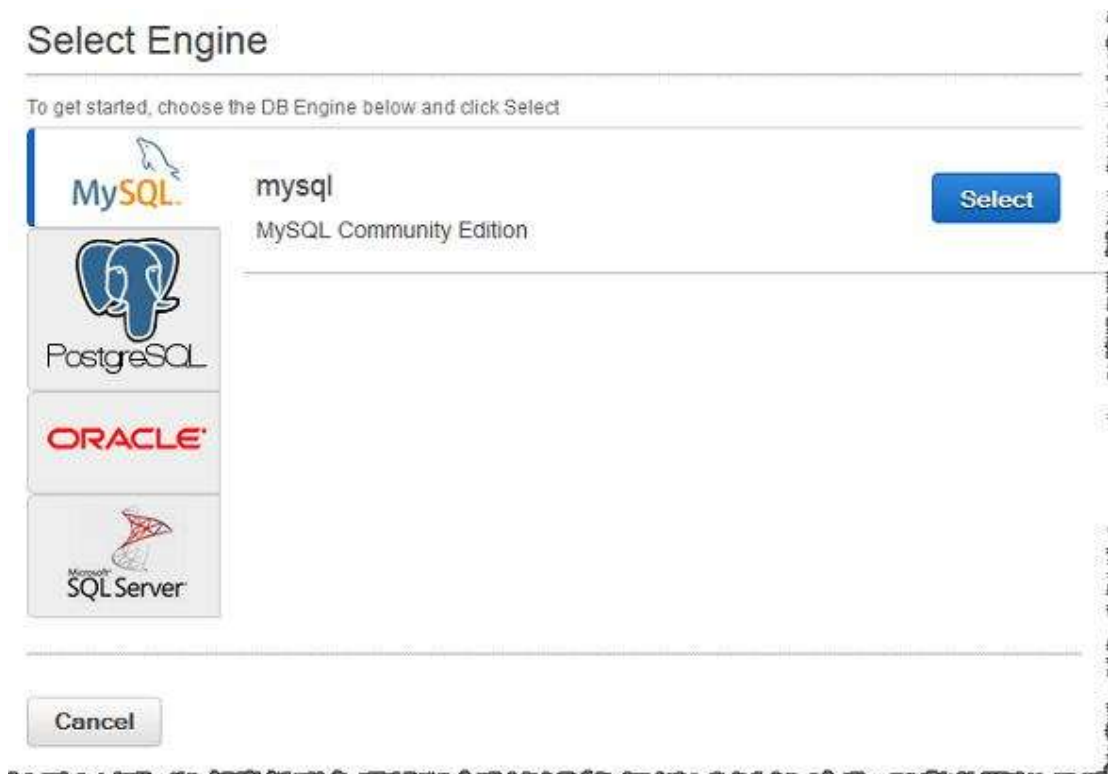 Select Engine
To get started, choose the DB Engine below and click Select
MySQL.
mysql
Select
MySQL Community Edition
PostgreSQL
ORACLE
Microsoft
SQL Server
Cancel